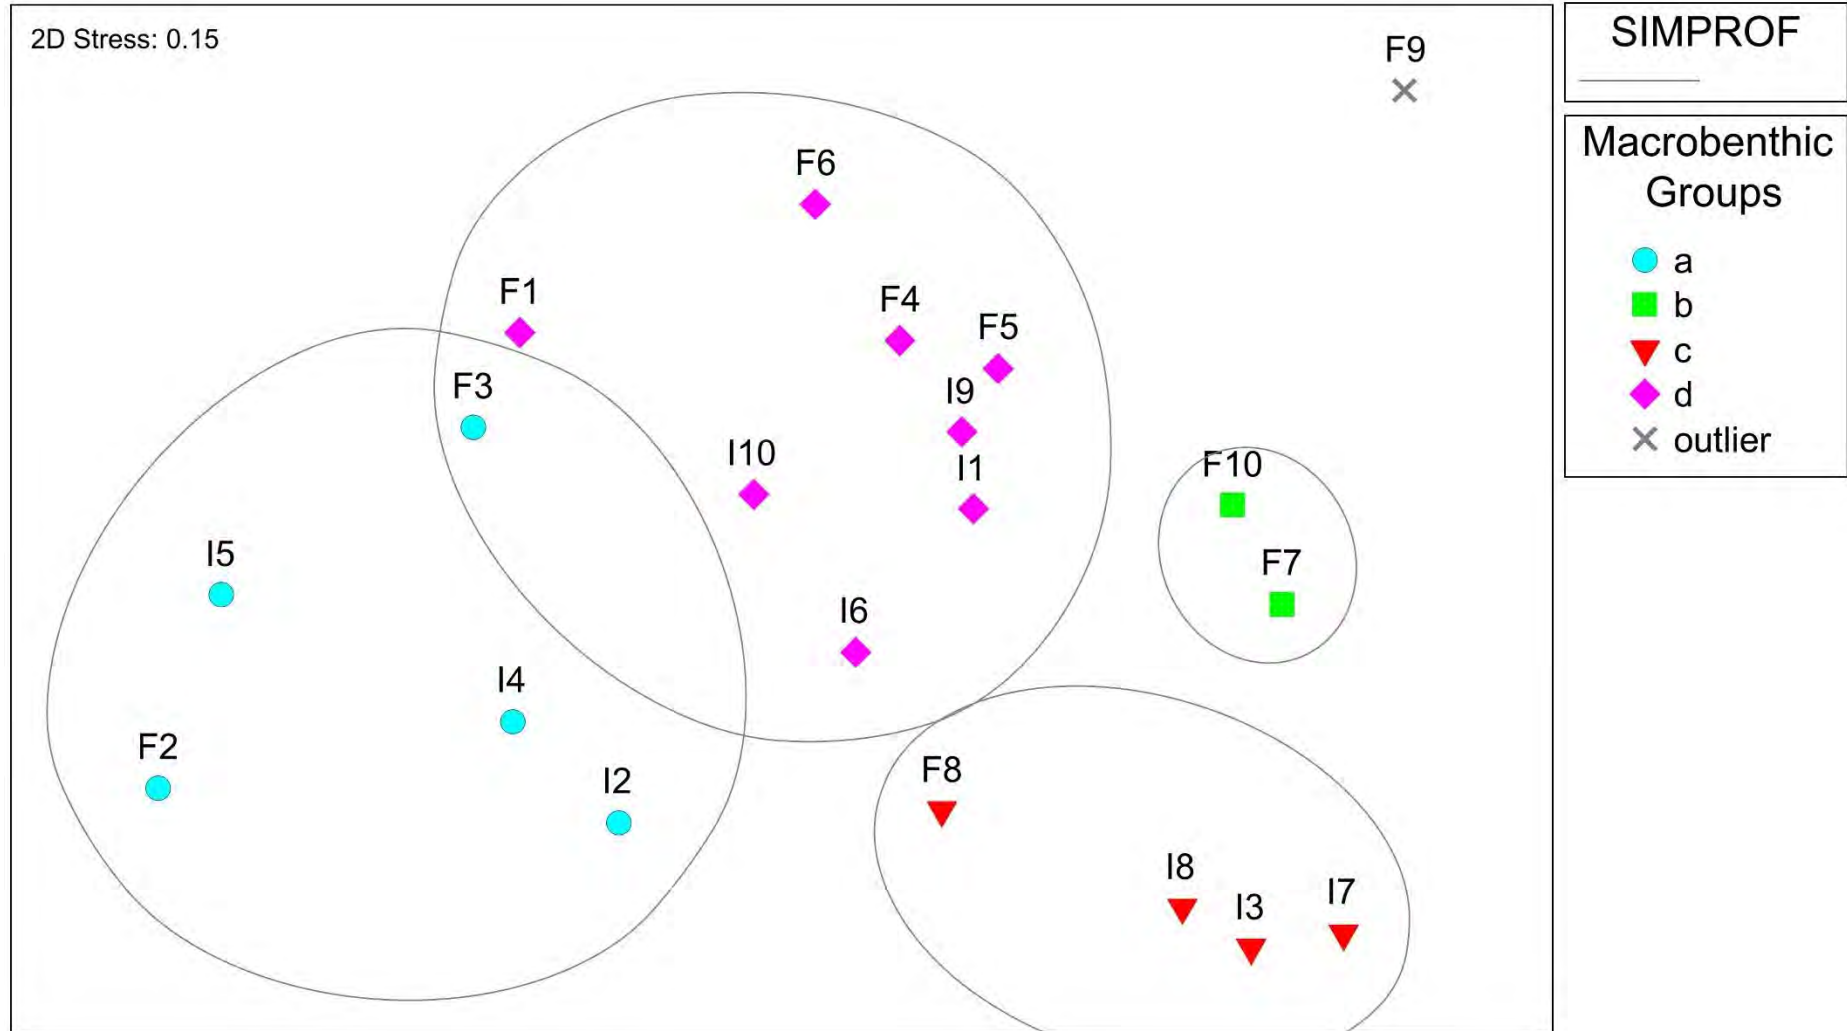 2D Stress: 0.15
F9
F6
F1
F4
F5
F3
I9
I10
I1
F10
I5
F7
I6
I4
F2
F8
I2
I8
I7
I3
SIMPROF
Macrobenthic
Groups
a
b
c
d
outlier